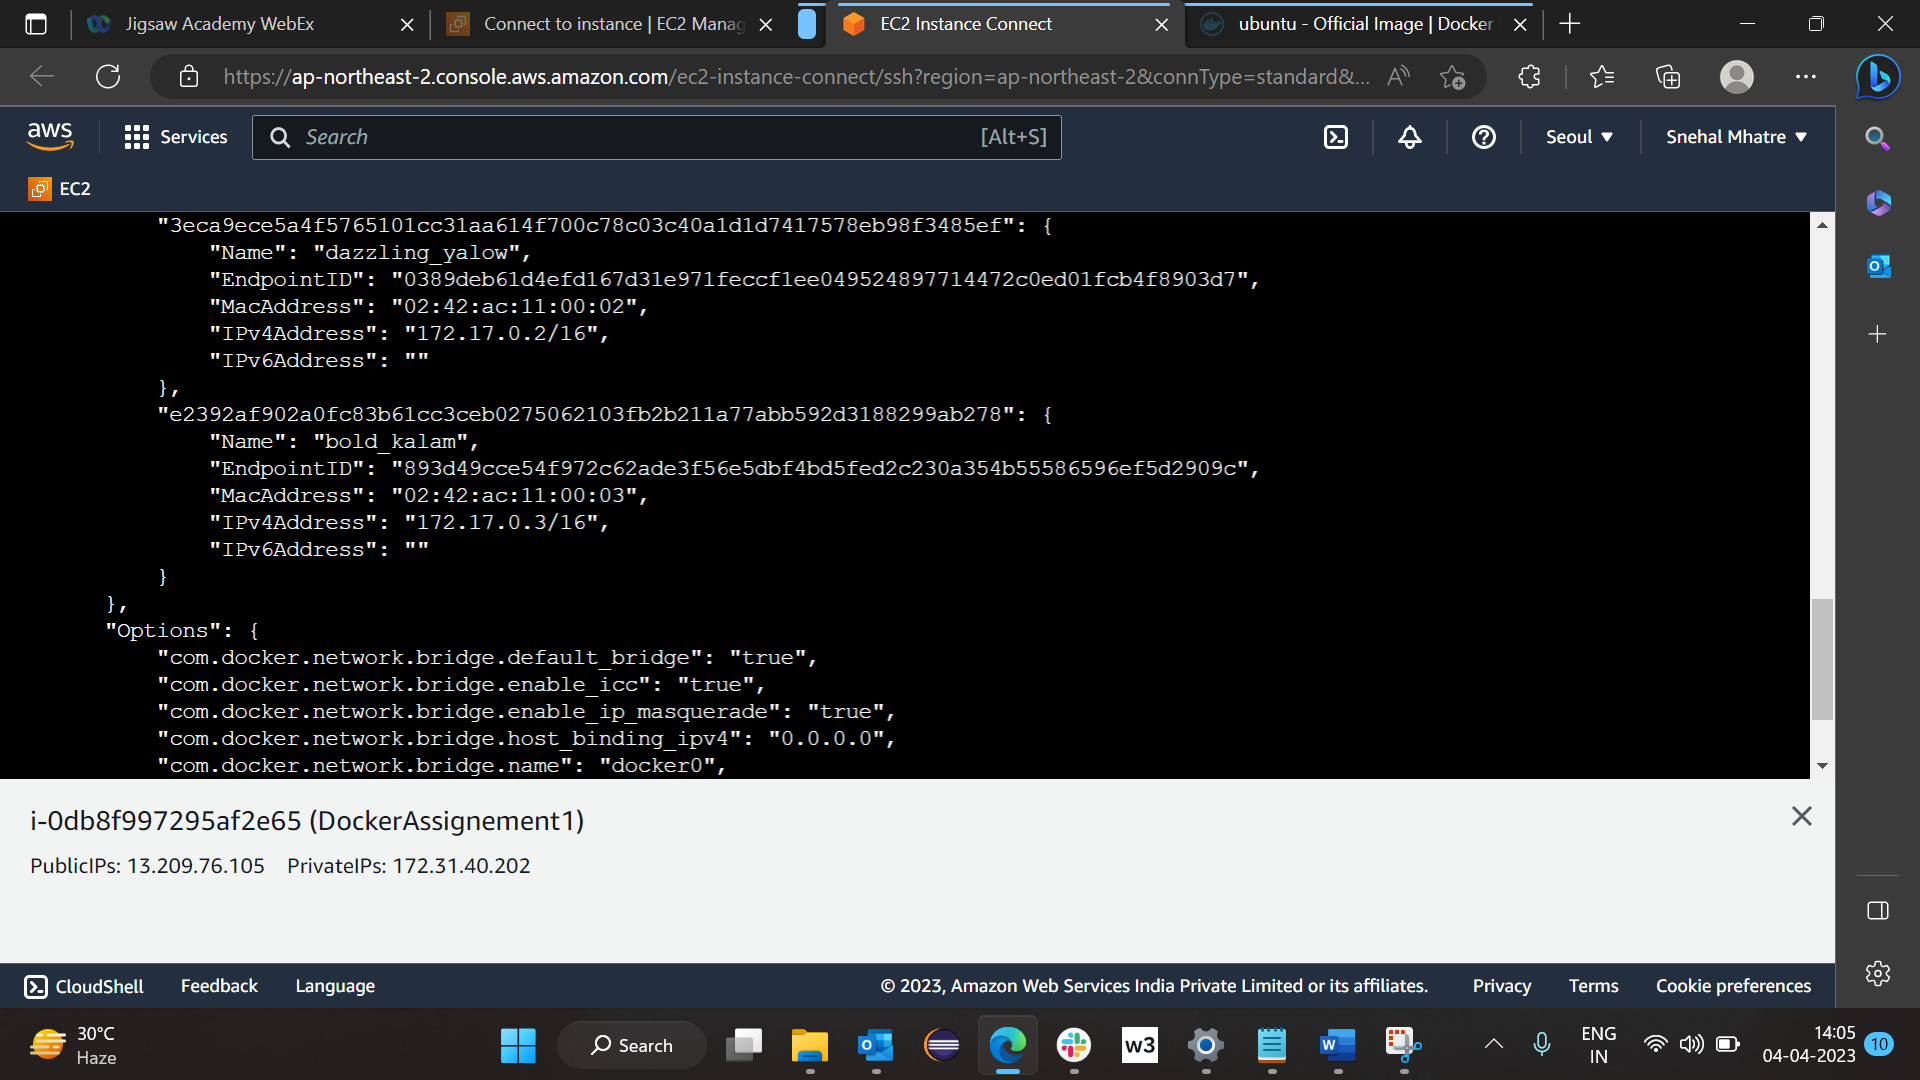 Jigsaw Academy WebEx
Connect to instance | EC2 Manag
EC2 Instance Connect
ubuntu - Official Image | Docker
https://ap-northeast-2.console.aws.amazon.com/ec2-instance-connect/ssh?region=ap-northeast-2&connType=standard&...
aws
Services
Search
[Alt+S]
Seoul
Snehal Mhatre
EC2
"3eca9ece5a4f5765101cc31aa614f700c78c03c40a1d1d7417578eb98f3485ef": {
"Name": "dazzling_yalow",
"EndpointID": "0389deb61d4efd167d31e971feccf1ee049524897714472c0ed01fcb4f8903d7",
"MacAddress": "02:42:ac:11:00:02",
"IPv4Address": "172.17.0.2/16",
"IPv6Address": ""
},
"e2392af902a0fc83b61cc3ceb0275062103fb2b211a77abb592d3188299ab278": {
"Name": "bold_kalam",
"EndpointID": "893d49cce54f972c62ade3f56e5dbf4bd5fed2c230a354b55586596ef5d2909c",
"MacAddress": "02:42:ac:11:00:03",
"IPv4Address": "172.17.0.3/16",
"IPv6Address": ""
}
},
"Options": {
"com.docker.network.bridge.default_bridge": "true",
"com.docker.network.bridge.enable_icc": "true",
"com.docker.network.bridge.enable_ip_masquerade": "true",
"com.docker.network.bridge.host_binding_ipv4": "0.0.0.0",
"com.docker.network.bridge.name": "docker0",
i-0db8f997295af2e65 (DockerAssignement1)
PublicIPs: 13.209.76.105 PrivateIPs: 172.31.40.202
CloudShell
Feedback
Language
© 2023, Amazon Web Services India Private Limited or its affiliates.
Privacy
Terms
Cookie preferences
30°C
Haze
Search
w3
ENG
IN
14:05
04-04-2023
10